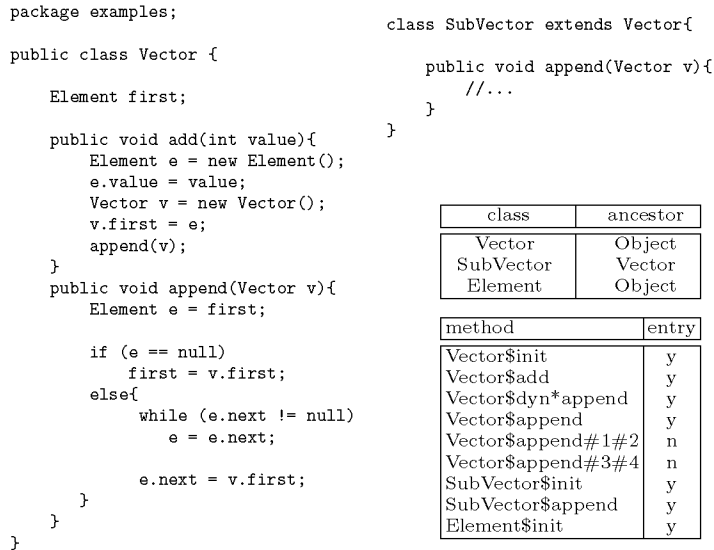 package examples;
public class Vector {
Element first;
public void add(int value){
Element e = new Element();
e.value = value;
Vector v = new Vector();
v.first = e;
append(v);
}
public void append(Vector v){
Element e = first;
if (e == null)
first = v.first;
else{
while (e.next != null)
e = e.next;
e.next = v.first;
}
}
}
class SubVector extends Vector{
public void append(Vector v){
//...
}
}
class ancestor
Vector Object
SubVector Vector
Element Object
method entry
Vector$init y
Vector$add y
Vector$dyn*append y
Vector$append y
Vector$append#1#2 n
Vector$append#3#4 n
SubVector$init y
SubVector$append y
Element$init y